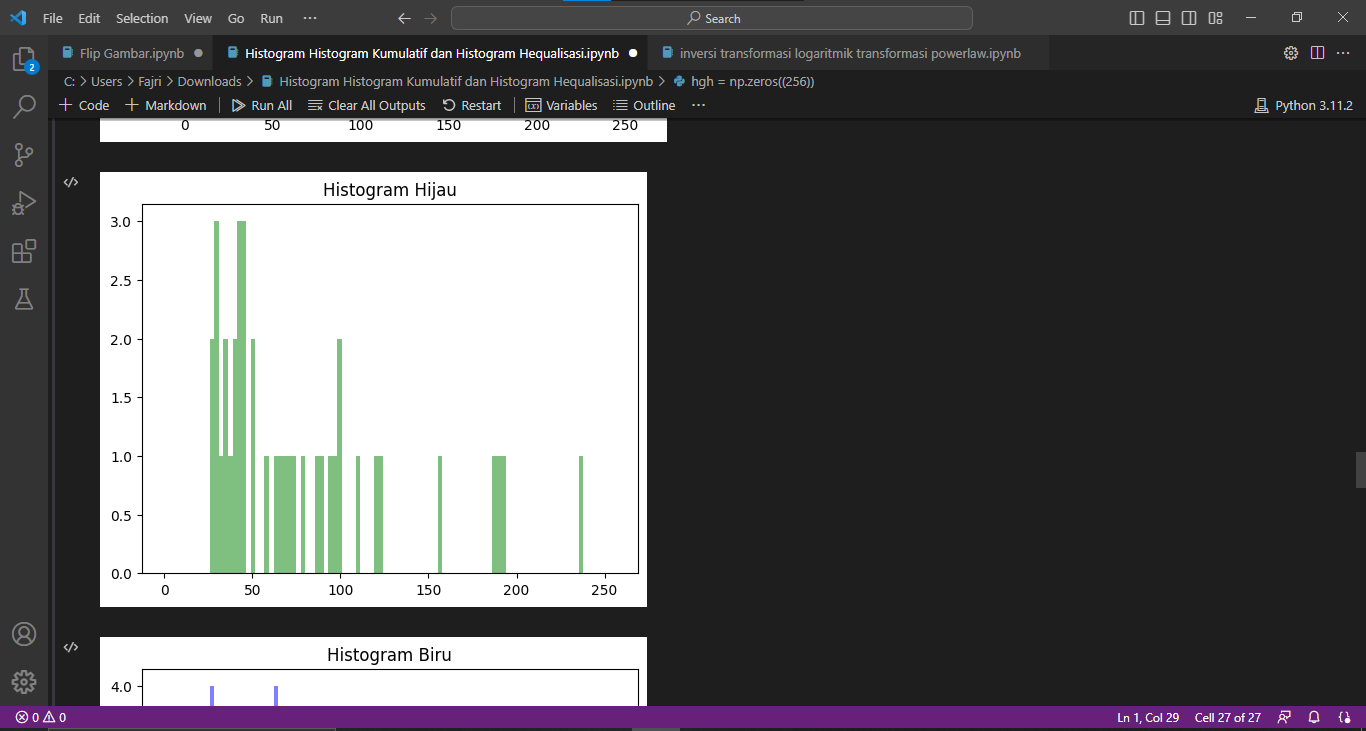 File Edit Selection View Go Run ··· Search
Flip Gambar.ipynb Histogram Histogram Kumulatif dan Histogram Hequalisasi.ipynb inversi transformasi logaritmik transformasi powerlaw.ipynb
2
C: > Users > Fajri > Downloads > Histogram Histogram Kumulatif dan Histogram Hequalisasi.ipynb > hgh = np.zeros((256))
+ Code + Markdown Run All Clear All Outputs Restart Variables Outline ··· Python 3.11.2
0 50 100 150 200 250
Histogram Hijau
3.0
2.5
2.0
1.5
1.0
0.5
0.0
0 50 100 150 200 250
Histogram Biru
4.0
0 0 Ln 1, Col 29 Cell 27 of 27